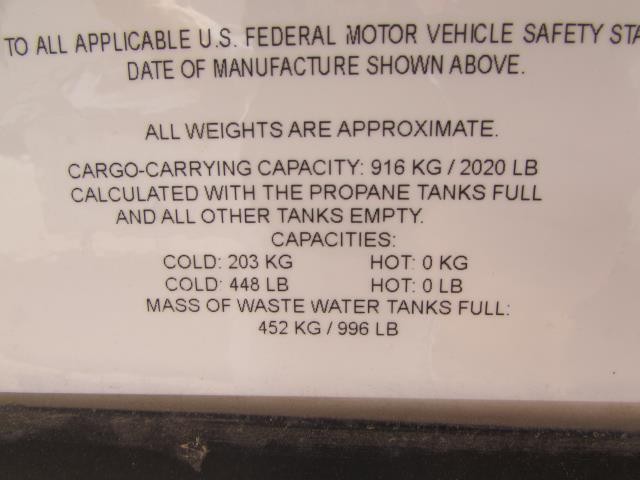 TO ALL APPLICABLE U.S. FEDERAL MOTOR VEHICLE SAFETY
DATE OF MANUFACTURE SHOWN ABOVE.
ALL WEIGHTS ARE APPROXIMATE.
CARGO-CARRYING CAPACITY: 916 KG / 2020 LB
CALCULATED WITH THE PROPANE TANKS FULL
AND ALL OTHER TANKS EMPTY.
CAPACITIES:
COLD: 203 KG HOT: 0 KG
COLD: 448 LB HOT: 0 LB
MASS OF WASTE WATER TANKS FULL:
452 KG / 996 LB